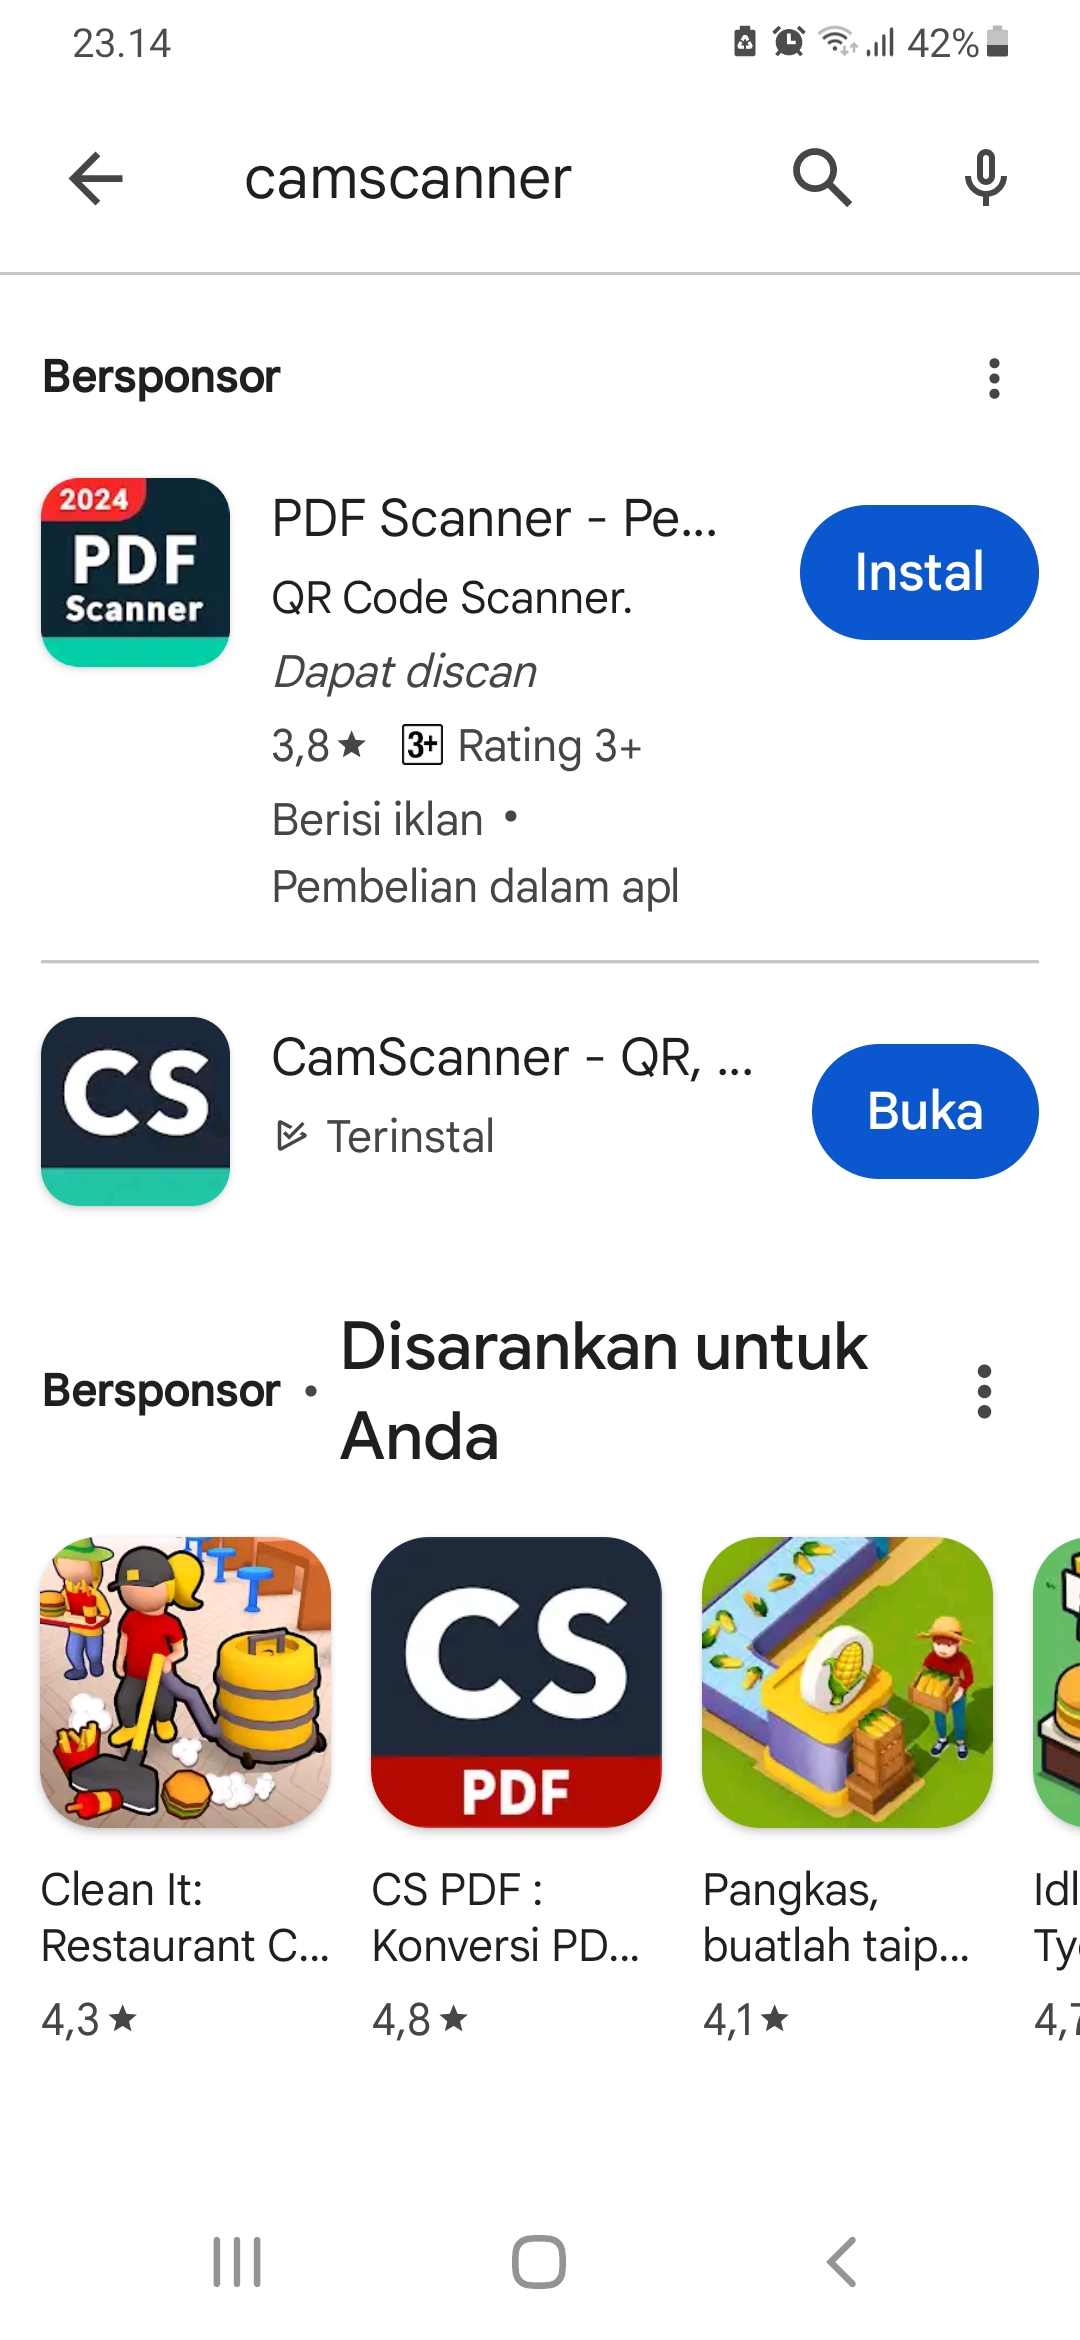 23.14
42%
camscanner
Bersponsor
2024
PDF
Scanner
PDF Scanner - Pe...
QR Code Scanner.
Dapat discan
3,8★ 3+ Rating 3+
Berisi iklan •
Pembelian dalam apl
Instal
CS
CamScanner - QR, ...
Terinstal
Buka
Bersponsor •
Disarankan untuk
Anda
CS
PDF
Clean It:
Restaurant C...
4,3★
CS PDF :
Konversi PD...
4,8★
Pangkas,
buatlah taip...
4,1★
Idl
Ty
4,7